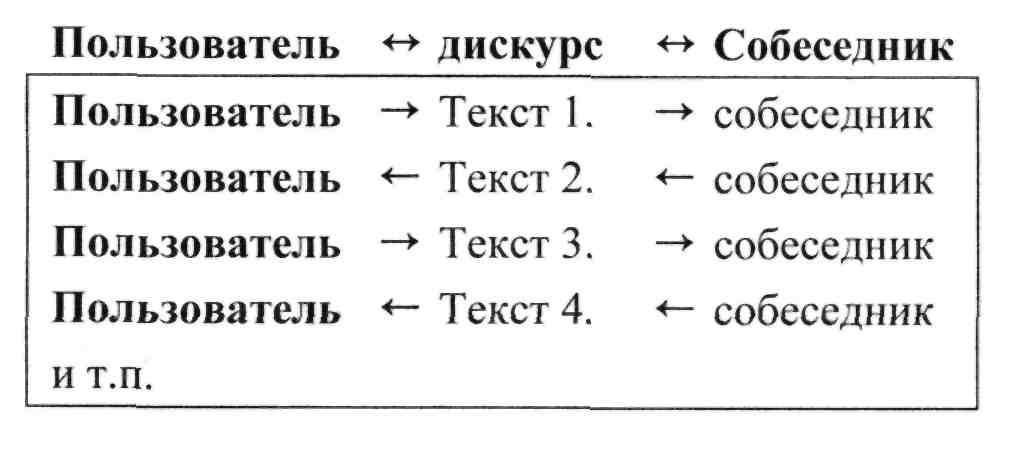 Пользователь ↔ дискурс ↔ Собеседник
Пользователь → Текст 1. → собеседник
Пользователь ← Текст 2. ← собеседник
Пользователь → Текст 3. → собеседник
Пользователь ← Текст 4. ← собеседник
и т.п.